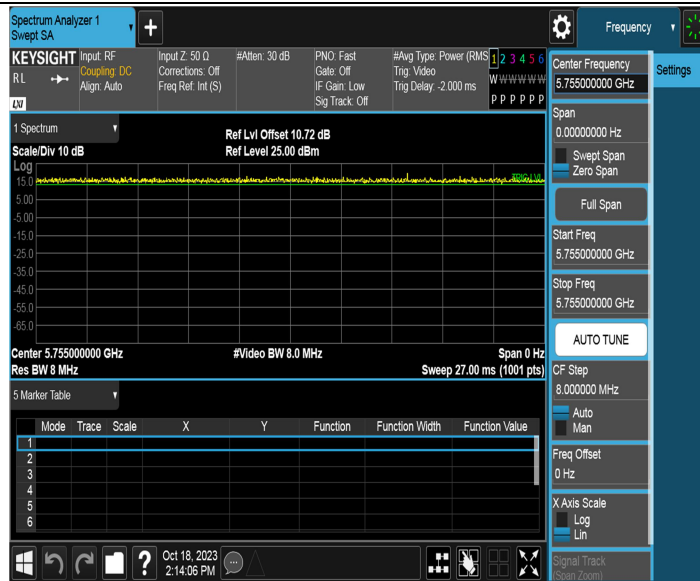 Spectrum Analyzer 1
Swept SA
Frequency
KEYSIGHT
RL
LXI
Input: RF
Coupling: DC
Align: Auto
Input Z: 50 Ω
Corrections: Off
Freq Ref: Int (S)
#Atten: 30 dB
PNO: Fast
Gate: Off
IF Gain: Low
Sig Track: Off
#Avg Type: Power (RMS
Trig: Video
Trig Delay: -2.000 ms
1 2 3 4 5 6
W W W W W W
P P P P P P
Center Frequency
5.755000000 GHz
Settings
Span
0.00000000 Hz
Swept Span
Zero Span
Full Span
Start Freq
5.755000000 GHz
Stop Freq
5.755000000 GHz
AUTO TUNE
CF Step
8.000000 MHz
Auto
Man
Freq Offset
0 Hz
X Axis Scale
Log
Lin
Signal Track
(Span Zoom)
1 Spectrum
Scale/Div 10 dB
Ref Lvl Offset 10.72 dB
Ref Level 25.00 dBm
Log
15.0
TRIG LVL
5.00
-5.00
-15.0
-25.0
-35.0
-45.0
-55.0
-65.0
Center 5.755000000 GHz
#Video BW 8.0 MHz
Span 0 Hz
Res BW 8 MHz
Sweep 27.00 ms (1001 pts)
5 Marker Table
Mode Trace Scale X Y Function Function Width Function Value
1
2
3
4
5
6
?
Oct 18, 2023
2:14:06 PM